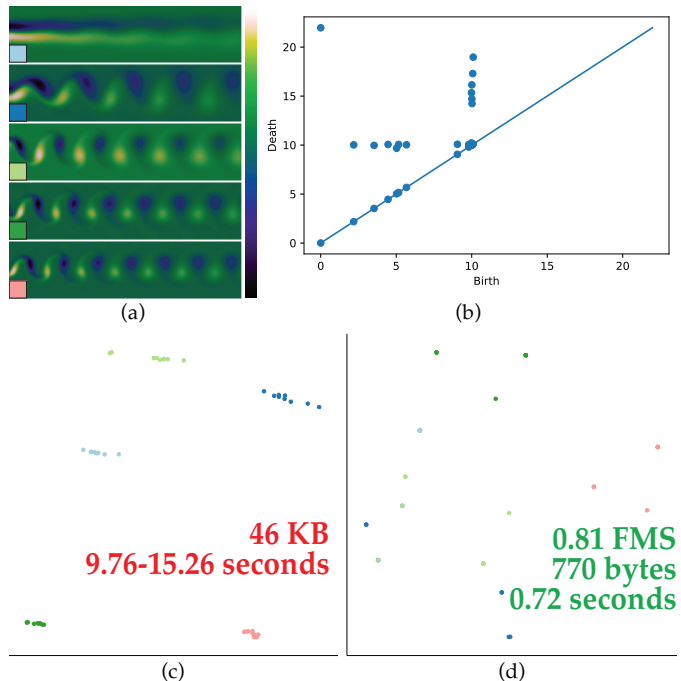 20
15
10
5
0
Death
0 5 10 15 20
Birth
(a) (b)
46 KB
9.76-15.26 seconds
0.81 FMS
770 bytes
0.72 seconds
(c) (d)